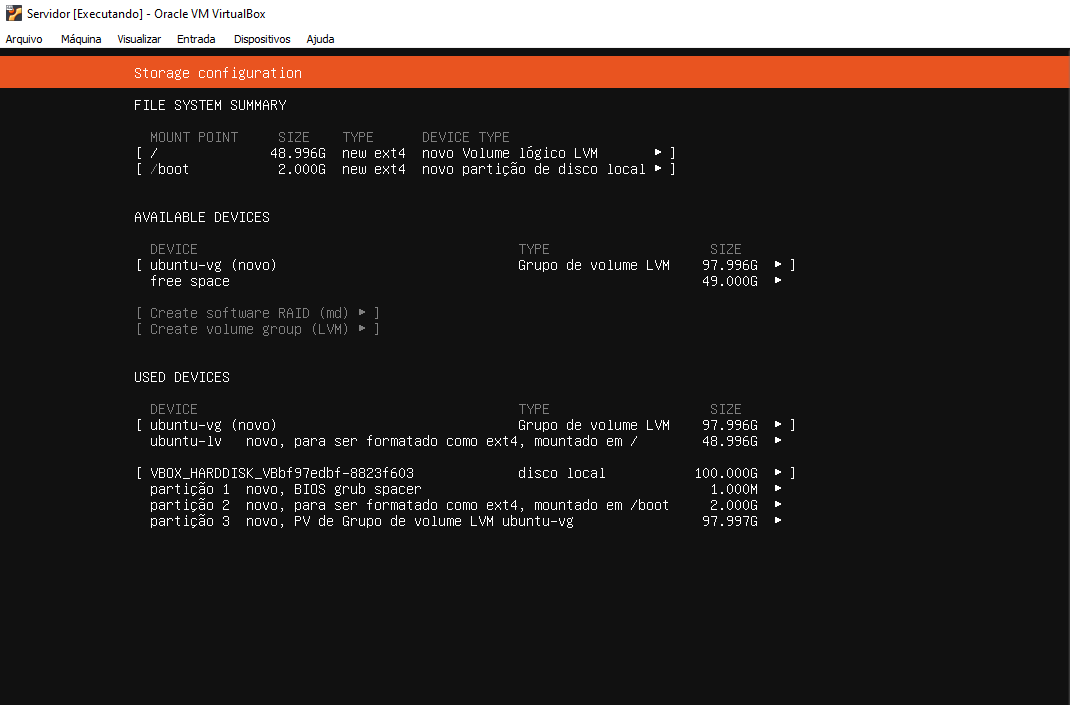 Servidor [Executando] - Oracle VM VirtualBox
Arquivo Máquina Visualizar Entrada Dispositivos Ajuda
Storage configuration
FILE SYSTEM SUMMARY
MOUNT POINT SIZE TYPE DEVICE TYPE
[ / 48.996G new ext4 novo Volume lógico LVM ▸ ]
[ /boot 2.000G new ext4 novo partição de disco local ▸ ]
AVAILABLE DEVICES
DEVICE TYPE SIZE
[ ubuntu-vg (novo) Grupo de volume LVM 97.996G ▸ ]
free space 49.000G ▸
[ Create software RAID (md) ▸ ]
[ Create volume group (LVM) ▸ ]
USED DEVICES
DEVICE TYPE SIZE
[ ubuntu-vg (novo) Grupo de volume LVM 97.996G ▸ ]
ubuntu-lv novo, para ser formatado como ext4, mountado em / 48.996G ▸
[ VBOX_HARDDISK_VBbf97edbf-8823f603 disco local 100.000G ▸ ]
partição 1 novo, BIOS grub spacer 1.000M ▸
partição 2 novo, para ser formatado como ext4, mountado em /boot 2.000G ▸
partição 3 novo, PV de Grupo de volume LVM ubuntu-vg 97.997G ▸